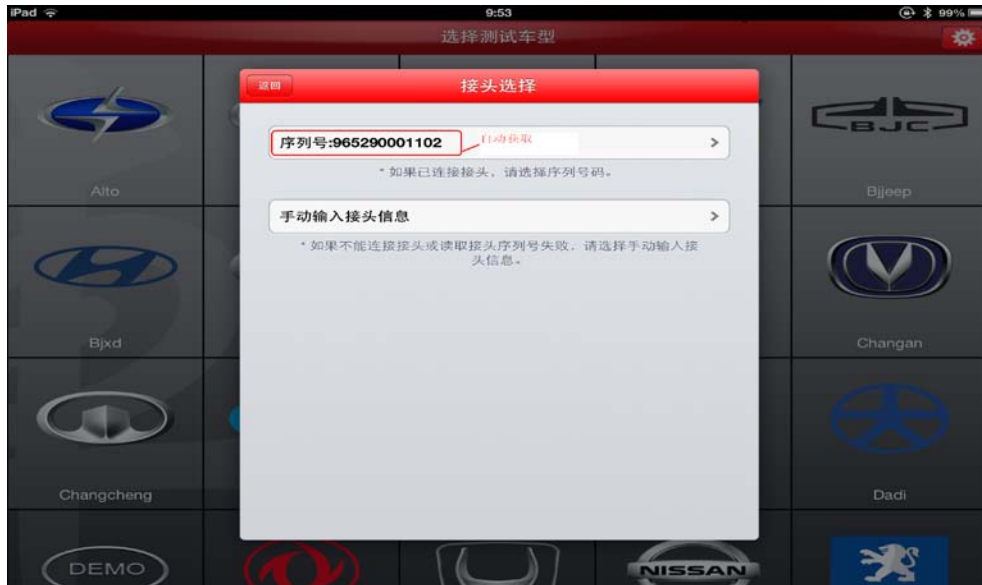 iPad
9:53
99%
选择测试车型
返回
接头选择
序列号:965290001102
自动获取
*如果已连接接头，请选择序列号码。
手动输入接头信息
*如果不能连接接头或读取接头序列号失败，请选择手动输入接
头信息。
BJC
Alto
Bjjeep
Bjxd
Changan
Changcheng
Dadi
DEMO
NISSAN